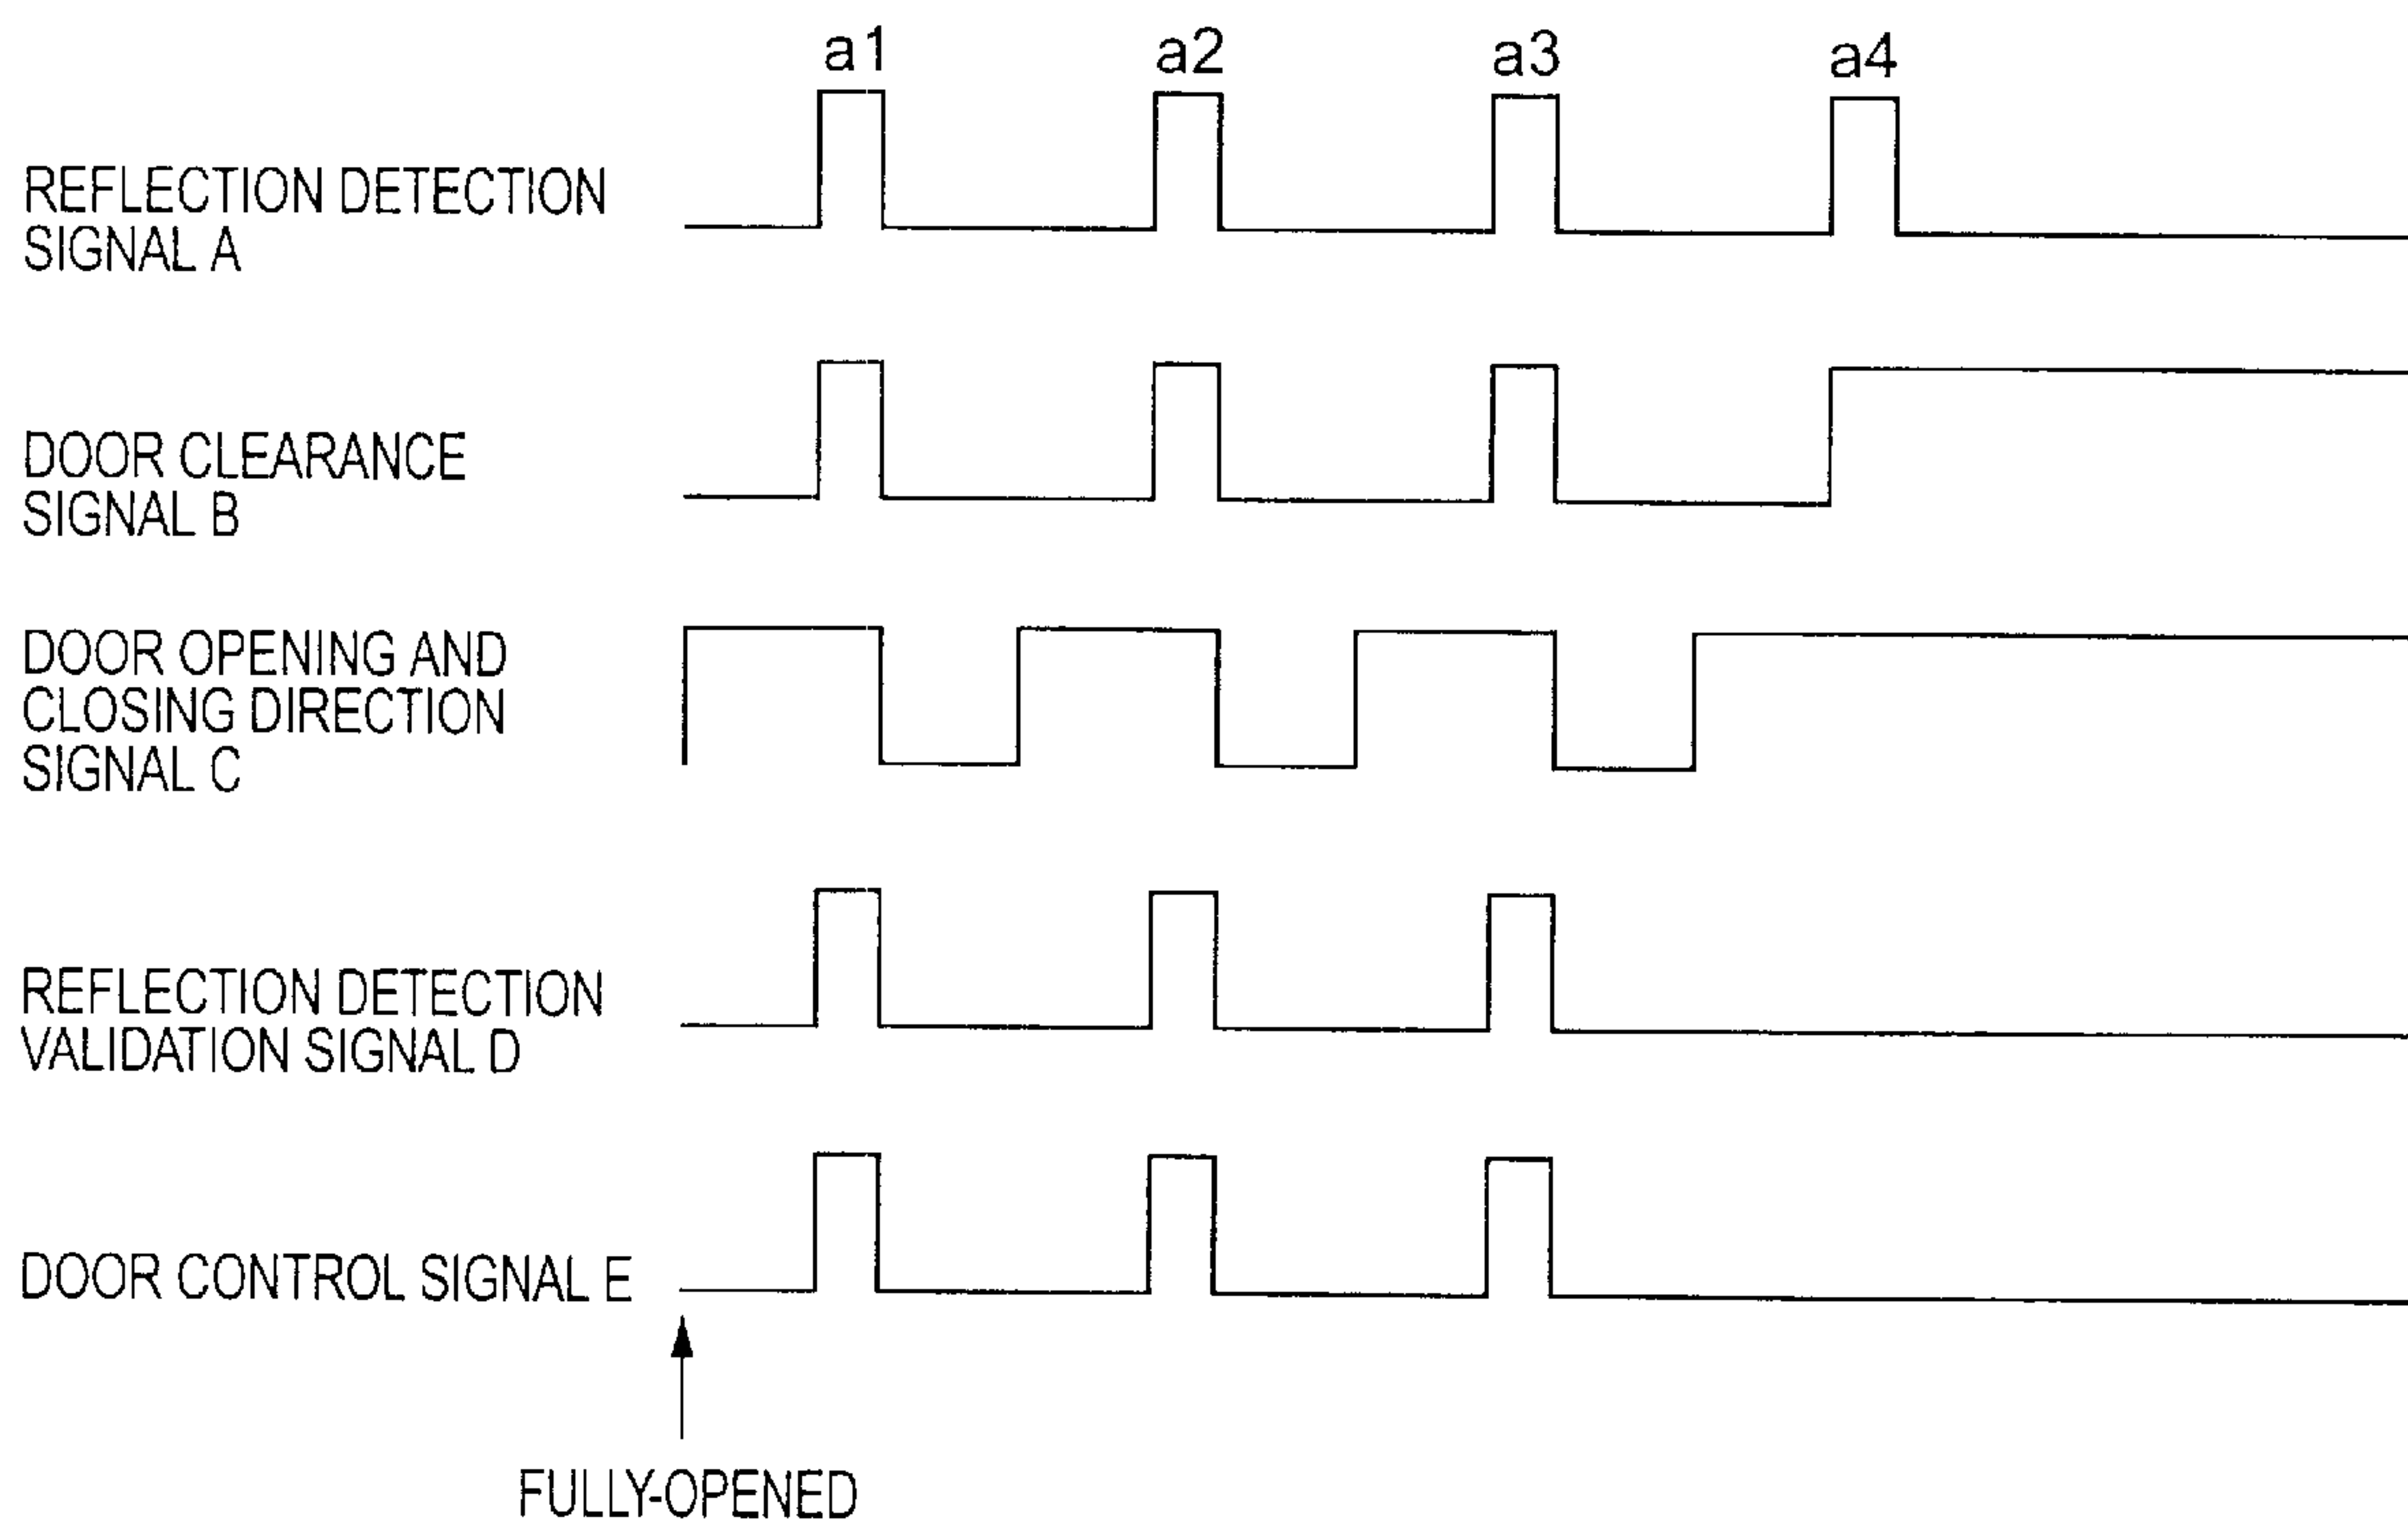 a1 a2 a3 a4
REFLECTION DETECTION
SIGNAL A
DOOR CLEARANCE
SIGNAL B
DOOR OPENING AND
CLOSING DIRECTION
SIGNAL C
REFLECTION DETECTION
VALIDATION SIGNAL D
DOOR CONTROL SIGNAL E
FULLY-OPENED